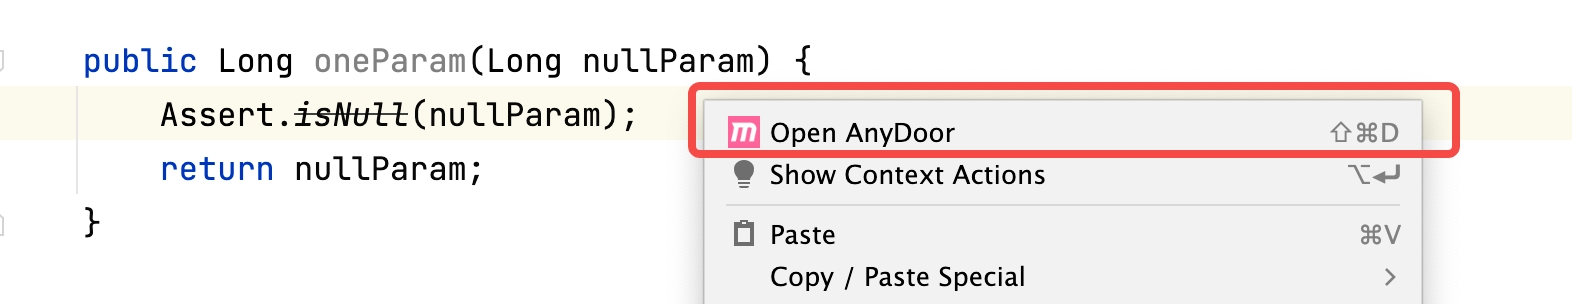 public Long oneParam(Long nullParam) {
Assert.isNull(nullParam);
m Open AnyDoor ⇧⌘D
return nullParam;
Show Context Actions ⌥↵
}
Paste ⌘V
Copy / Paste Special >